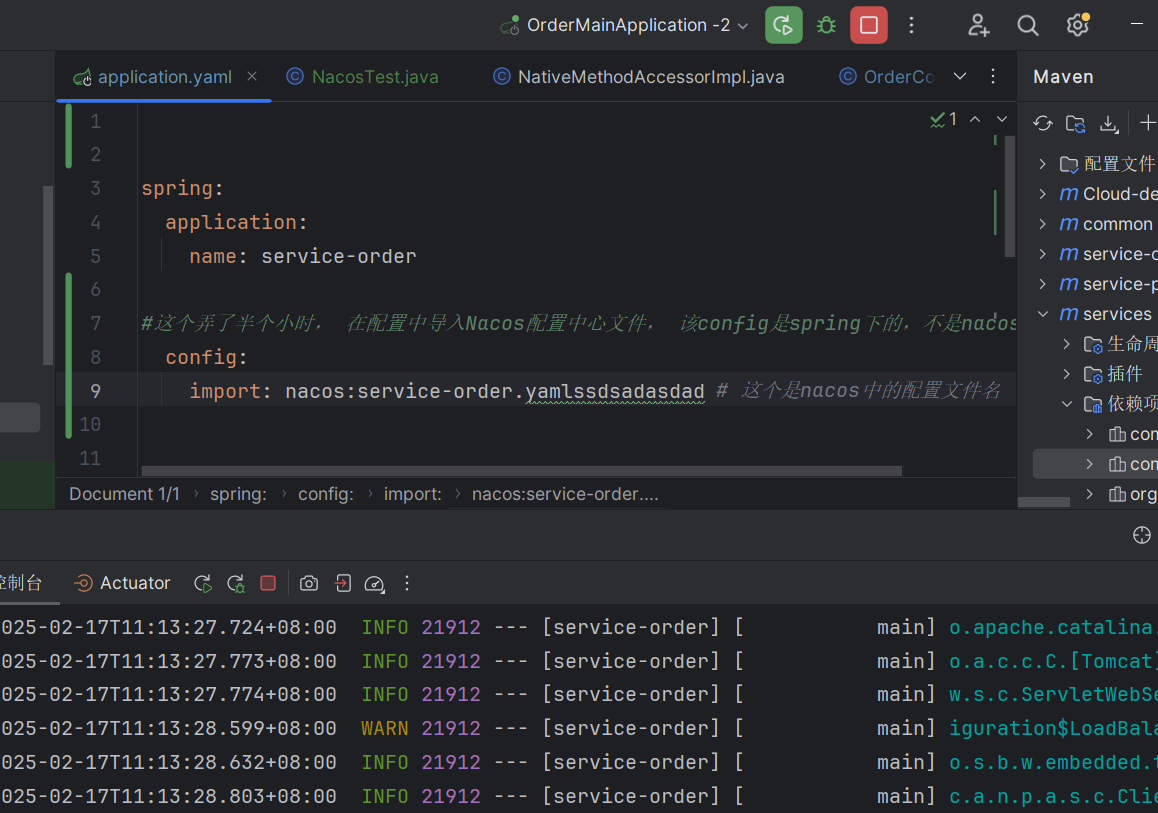 OrderMainApplication -2
application.yaml NacosTest.java NativeMethodAccessorImpl.java OrderCo Maven
1 1
2
3 spring:
4 application:
5 name: service-order
6
7 #这个弄了半个小时， 在配置中导入Nacos配置中心文件， 该config是spring下的，不是nacos
8 config:
9 import: nacos:service-order.yamlssdsadasdad # 这个是nacos中的配置文件名
10
11
Document 1/1 › spring: › config: › import: › nacos:service-order....
配置文件
Cloud-de
common
service-o
service-p
services
生命周
插件
依赖项
com
com
org
控制台 Actuator
025-02-17T11:13:27.724+08:00 INFO 21912 --- [service-order] [ main] o.apache.catalina.
025-02-17T11:13:27.773+08:00 INFO 21912 --- [service-order] [ main] o.a.c.c.C.[Tomcat]
025-02-17T11:13:27.774+08:00 INFO 21912 --- [service-order] [ main] w.s.c.ServletWebSe
025-02-17T11:13:28.599+08:00 WARN 21912 --- [service-order] [ main] iguration$LoadBala
025-02-17T11:13:28.632+08:00 INFO 21912 --- [service-order] [ main] o.s.b.w.embedded.t
025-02-17T11:13:28.803+08:00 INFO 21912 --- [service-order] [ main] c.a.n.p.a.s.c.Clie